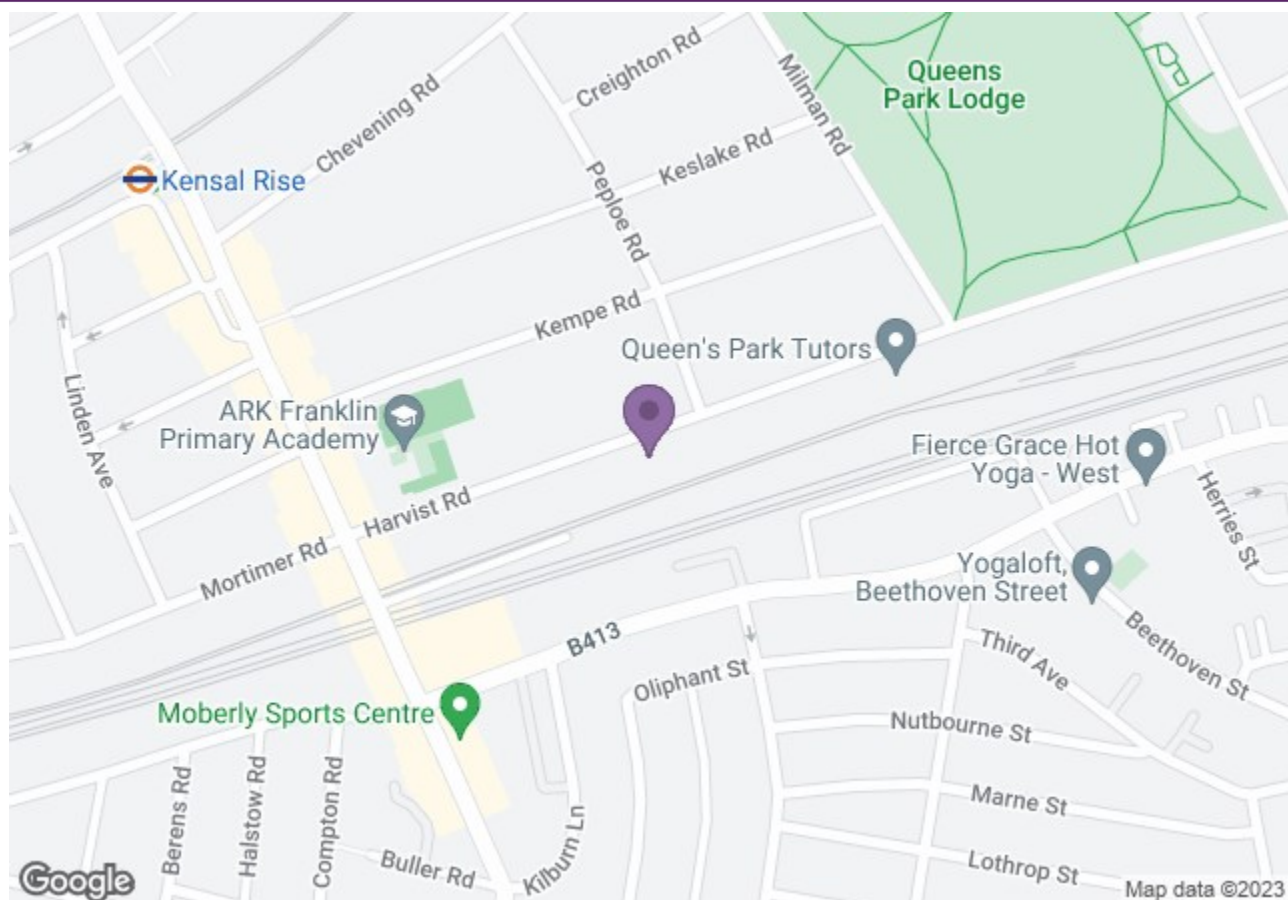 Queens
Park Lodge
Creighton Rd
Milman Rd
Chevening Rd
Keslake Rd
Kensal Rise
Peploe Rd
Kempe Rd
Queen's Park Tutors
Linden Ave
ARK Franklin
Primary Academy
Fierce Grace Hot
Yoga - West
Herries St
Harvist Rd
Mortimer Rd
Yogaloft,
Beethoven Street
B413
Beethoven St
Third Ave
Oliphant St
Moberly Sports Centre
Nutbourne St
Berens Rd
Halstow Rd
Compton Rd
Marne St
Kilburn Ln
Buller Rd
Lothrop St
Google
Map data ©2023